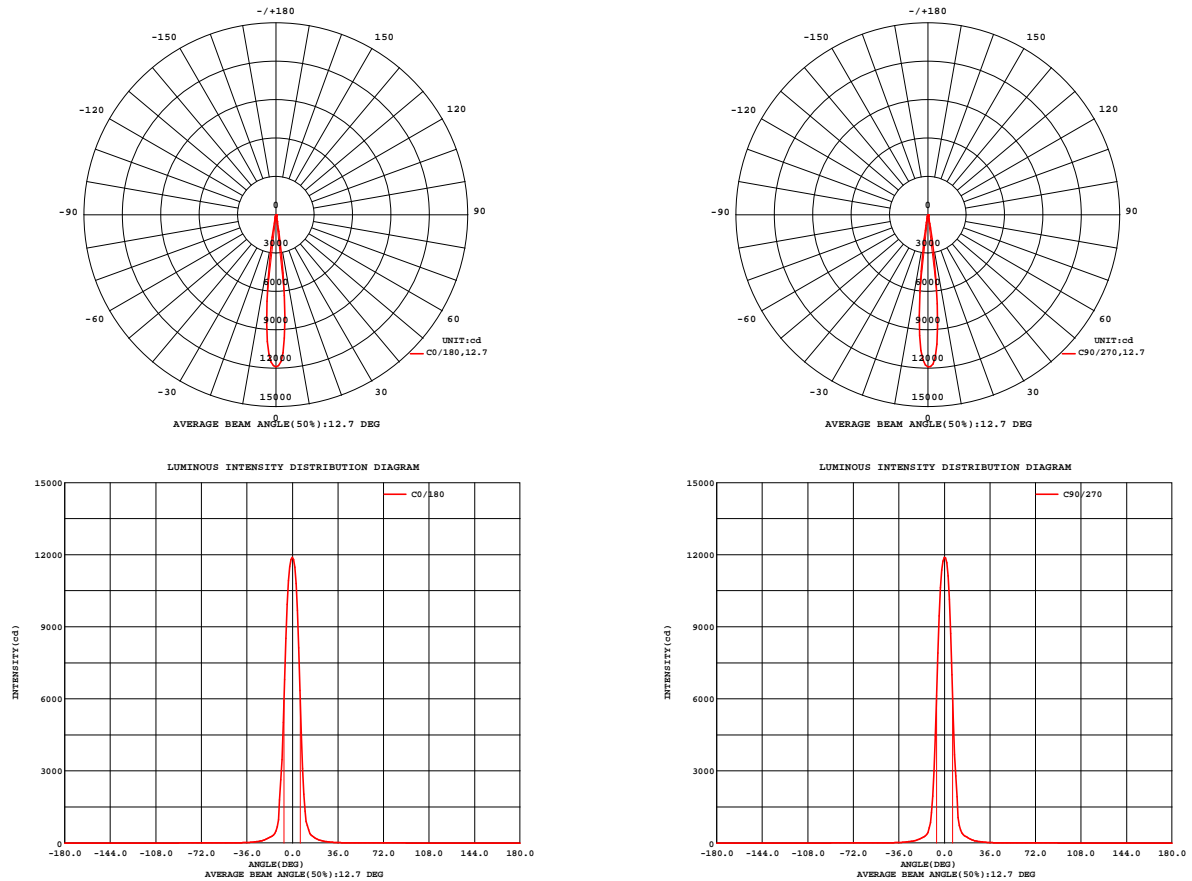 -/+180
-150 150
-120 120
-90 90
0
3000
6000
-60 60
9000
UNIT:cd
C0/180,12.7
12000
-30 30
15000
0
AVERAGE BEAM ANGLE(50%):12.7 DEG
-/+180
-150 150
-120 120
-90 90
0
3000
6000
-60 60
9000
UNIT:cd
C90/270,12.7
12000
-30 30
15000
0
AVERAGE BEAM ANGLE(50%):12.7 DEG
LUMINOUS INTENSITY DISTRIBUTION DIAGRAM
15000
C0/180
12000
9000
INTENSITY(cd)
6000
3000
0
-180.0 -144.0 -108.0 -72.0 -36.0 0.0 36.0 72.0 108.0 144.0 180.0
ANGLE(DEG)
AVERAGE BEAM ANGLE(50%):12.7 DEG
LUMINOUS INTENSITY DISTRIBUTION DIAGRAM
15000
C90/270
12000
9000
INTENSITY(cd)
6000
3000
0
-180.0 -144.0 -108.0 -72.0 -36.0 0.0 36.0 72.0 108.0 144.0 180.0
ANGLE(DEG)
AVERAGE BEAM ANGLE(50%):12.7 DEG